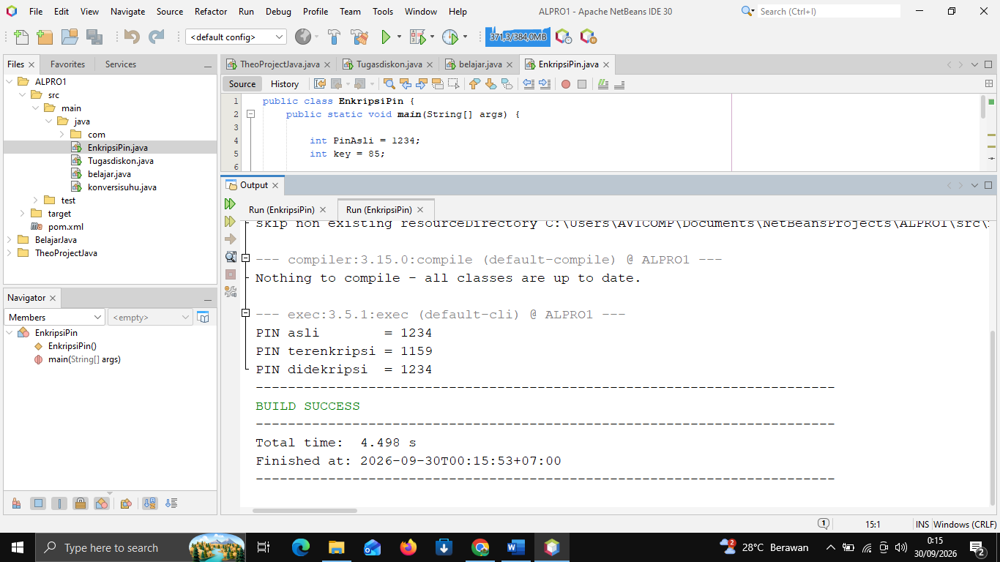 File Edit View Navigate Source Refactor Run Debug Profile Team Tools Window Help
ALPRO1 - Apache NetBeans IDE 30
Search (Ctrl+I)
<default config>
371,3/384,0MB
Files
Favorites
Services
ALPRO1
src
main
java
com
EnkripsiPin.java
Tugasdiskon.java
belajar.java
konversisuhu.java
test
target
pom.xml
BelajarJava
TheoProjectJava
Navigator
Members
<empty>
EnkripsiPin
EnkripsiPin()
main(String[] args)
TheoProjectJava.java
Tugasdiskon.java
belajar.java
EnkripsiPin.java
Source
History
1 public class EnkripsiPin {
2 public static void main(String[] args) {
3
4 int PinAsli = 1234;
5 int key = 85;
6
Output
Run (EnkripsiPin)
Run (EnkripsiPin)
skip non existing resourceDirectory C:\Users\AVICOMP\Documents\NetBeansProjects\ALPRO1\src\
--- compiler:3.15.0:compile (default-compile) @ ALPRO1 ---
Nothing to compile - all classes are up to date.
--- exec:3.5.1:exec (default-cli) @ ALPRO1 ---
PIN asli = 1234
PIN terenkripsi = 1159
PIN didekripsi = 1234
------------------------------------------------------------------------
BUILD SUCCESS
------------------------------------------------------------------------
Total time: 4.498 s
Finished at: 2026-09-30T00:15:53+07:00
------------------------------------------------------------------------
1
15:1
INS
Windows (CRLF)
Type here to search
2
28°C Berawan
0:15
30/09/2026
2